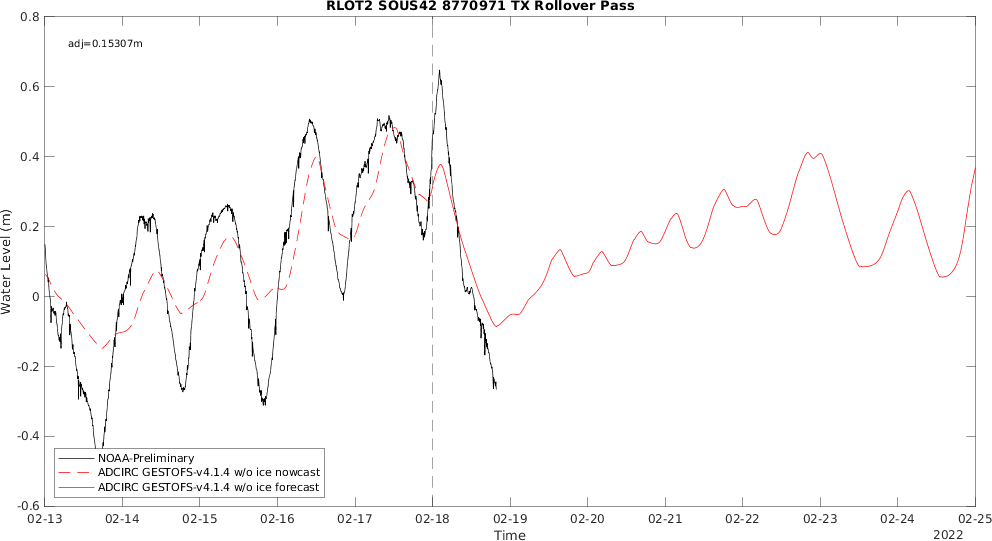 RLOT2 SOUS42 8770971 TX Rollover Pass
adj=0.15307m
0.8
0.6
0.4
0.2
0
-0.2
-0.4
-0.6
Water Level (m)
NOAA-Preliminary
ADCIRC GESTOFS-v4.1.4 w/o ice nowcast
ADCIRC GESTOFS-v4.1.4 w/o ice forecast
02-13 02-14 02-15 02-16 02-17 02-18 02-19 02-20 02-21 02-22 02-23 02-24 02-25
Time
2022